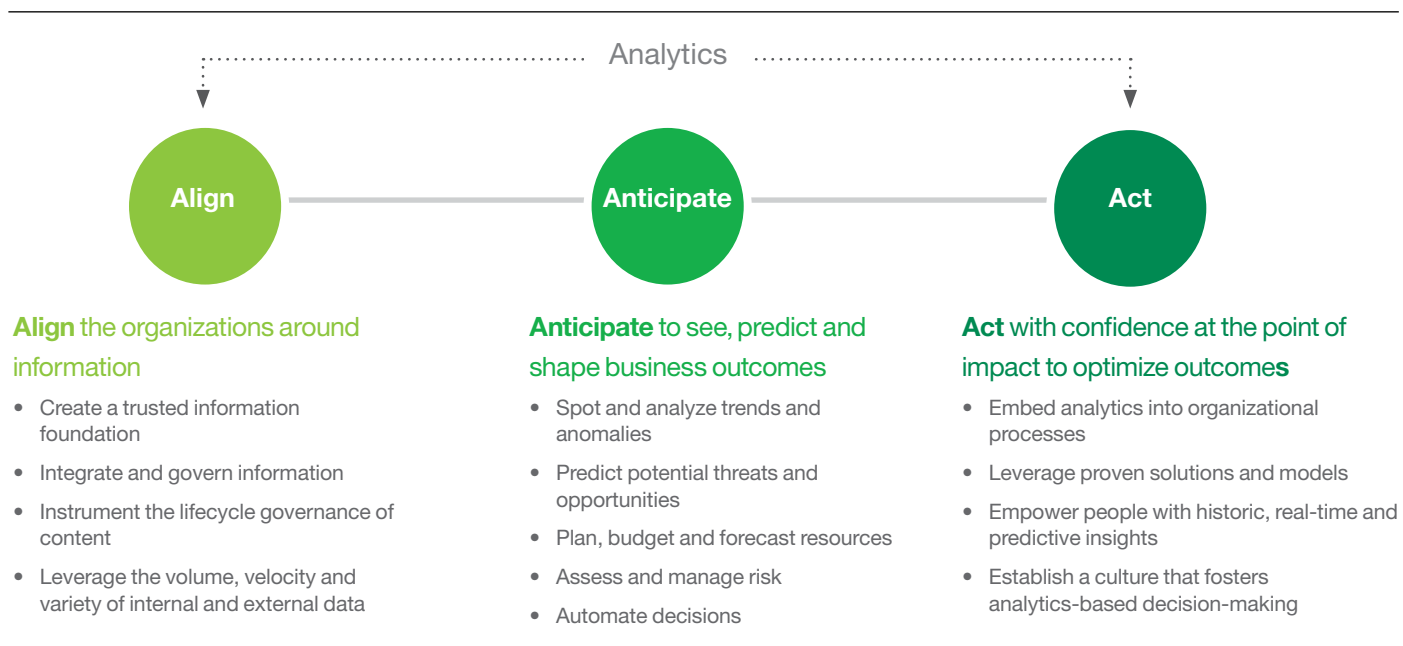 Analytics
Align
Anticipate
Act
Align the organizations around
information
• Create a trusted information
foundation
• Integrate and govern information
• Instrument the lifecycle governance of
content
• Leverage the volume, velocity and
variety of internal and external data
Anticipate to see, predict and
shape business outcomes
• Spot and analyze trends and
anomalies
• Predict potential threats and
opportunities
• Plan, budget and forecast resources
• Assess and manage risk
• Automate decisions
Act with confidence at the point of
impact to optimize outcomes
• Embed analytics into organizational
processes
• Leverage proven solutions and models
• Empower people with historic, real-time and
predictive insights
• Establish a culture that fosters
analytics-based decision-making